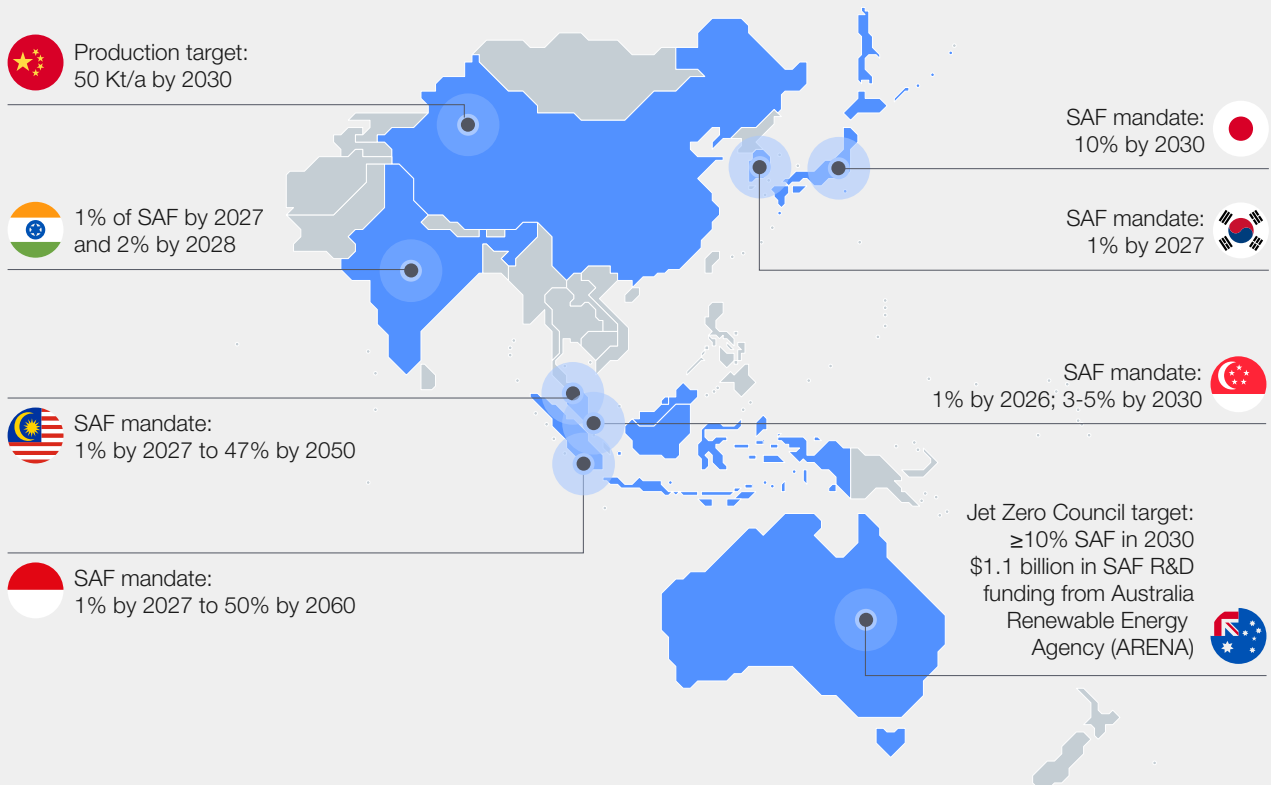 Production target:
50 Kt/a by 2030
1% of SAF by 2027
and 2% by 2028
SAF mandate:
1% by 2027 to 47% by 2050
SAF mandate:
1% by 2027 to 50% by 2060
SAF mandate:
10% by 2030
SAF mandate:
1% by 2027
SAF mandate:
1% by 2026; 3-5% by 2030
Jet Zero Council target:
≥10% SAF in 2030
$1.1 billion in SAF R&D
funding from Australia
Renewable Energy
Agency (ARENA)